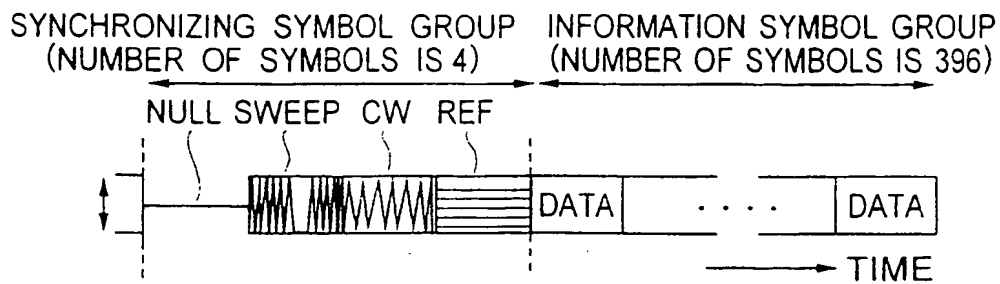 SYNCHRONIZING SYMBOL GROUP
(NUMBER OF SYMBOLS IS 4)
INFORMATION SYMBOL GROUP
(NUMBER OF SYMBOLS IS 396)
NULL SWEEP CW REF
DATA . . . . DATA
TIME